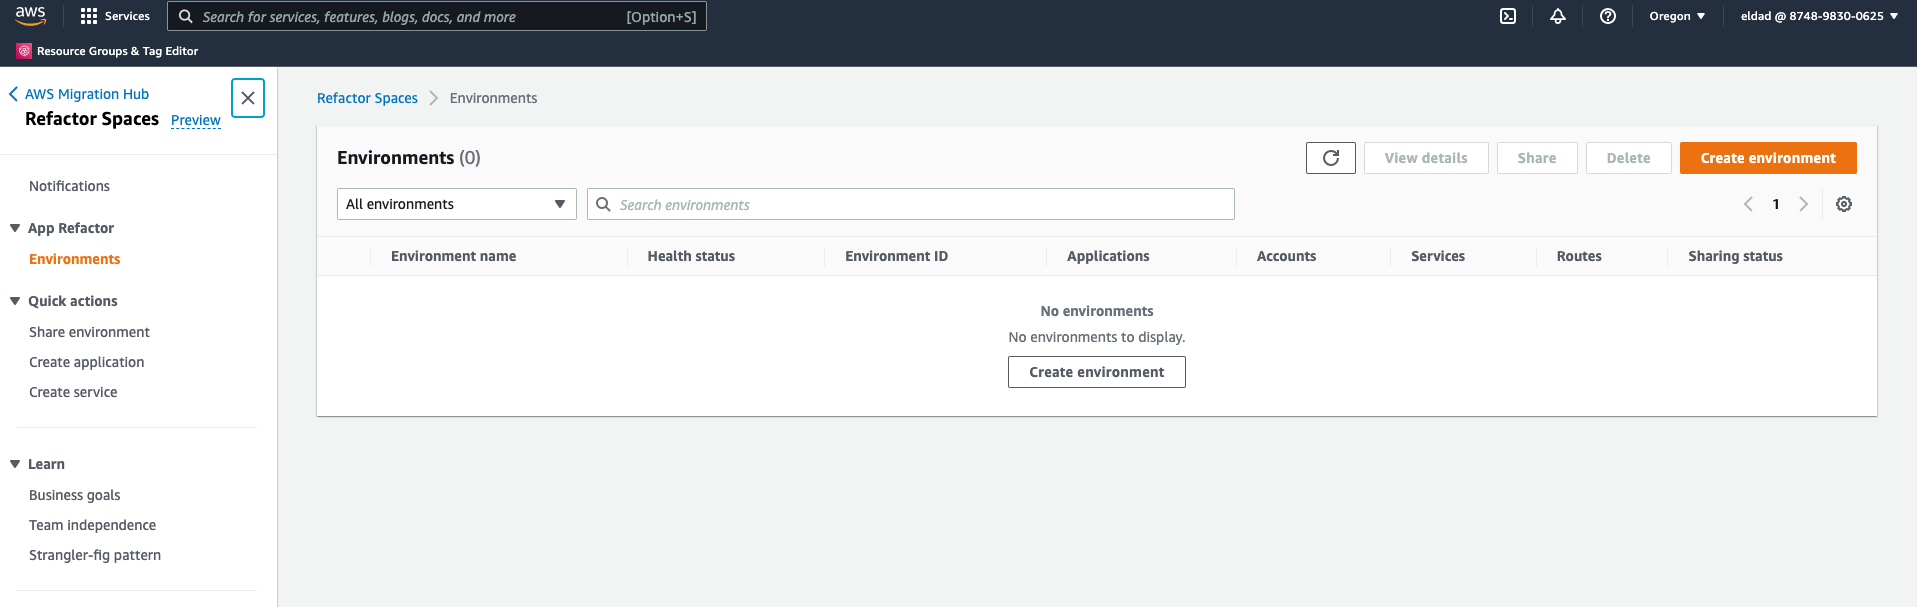 aws
Services
Search for services, features, blogs, docs, and more [Option+S]
Oregon
eldad @ 8748-9830-0625
Resource Groups & Tag Editor
AWS Migration Hub
Refactor Spaces Preview
Notifications
App Refactor
Environments
Quick actions
Share environment
Create application
Create service
Learn
Business goals
Team independence
Strangler-fig pattern
Refactor Spaces > Environments
Environments (0)
View details Share Delete Create environment
All environments
Search environments
1
Environment name Health status Environment ID Applications Accounts Services Routes Sharing status
No environments
No environments to display.
Create environment